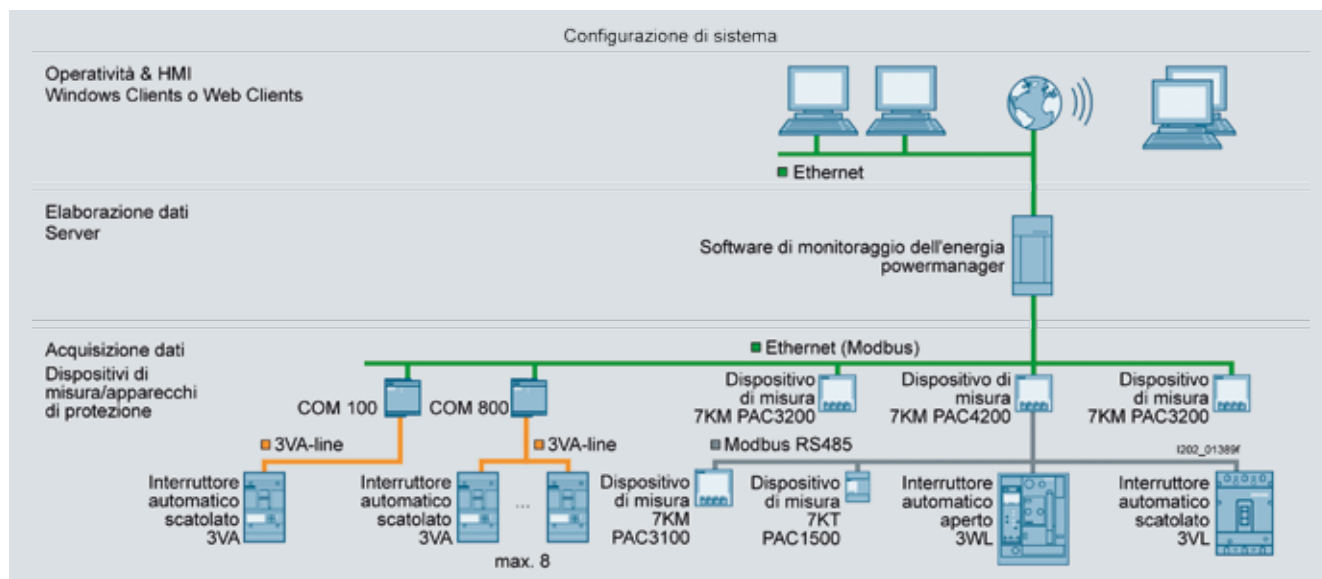 Configurazione di sistema
Operatività & HMI
Windows Clients o Web Clients
Ethernet
Elaborazione dati
Server
Software di monitoraggio dell'energia
powermanager
Acquisizione dati
Dispositivi di
misura/apparecchi
di protezione
Ethernet (Modbus)
COM 100
COM 800
Dispositivo
di misura
7KM PAC3200
Dispositivo di
misura
7KM PAC4200
Dispositivo
di misura
7KM PAC3200
3VA-line
3VA-line
Modbus RS485
I202_01389f
Interruttore
automatico
scatolato
3VA
Interruttore
automatico
scatolato
3VA
...
max. 8
Dispositivo
di misura
7KM
PAC3100
Dispositivo
di misura
7KT
PAC1500
Interruttore
automatico
aperto
3WL
Interruttore
automatico
scatolato
3VL